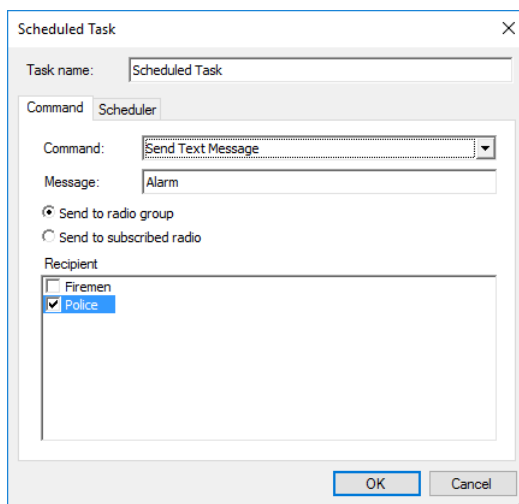 Scheduled Task
Task name: Scheduled Task
Command Scheduler
Command: Send Text Message
Message: Alarm
Send to radio group
Send to subscribed radio
Recipient
Firemen
Police
OK Cancel